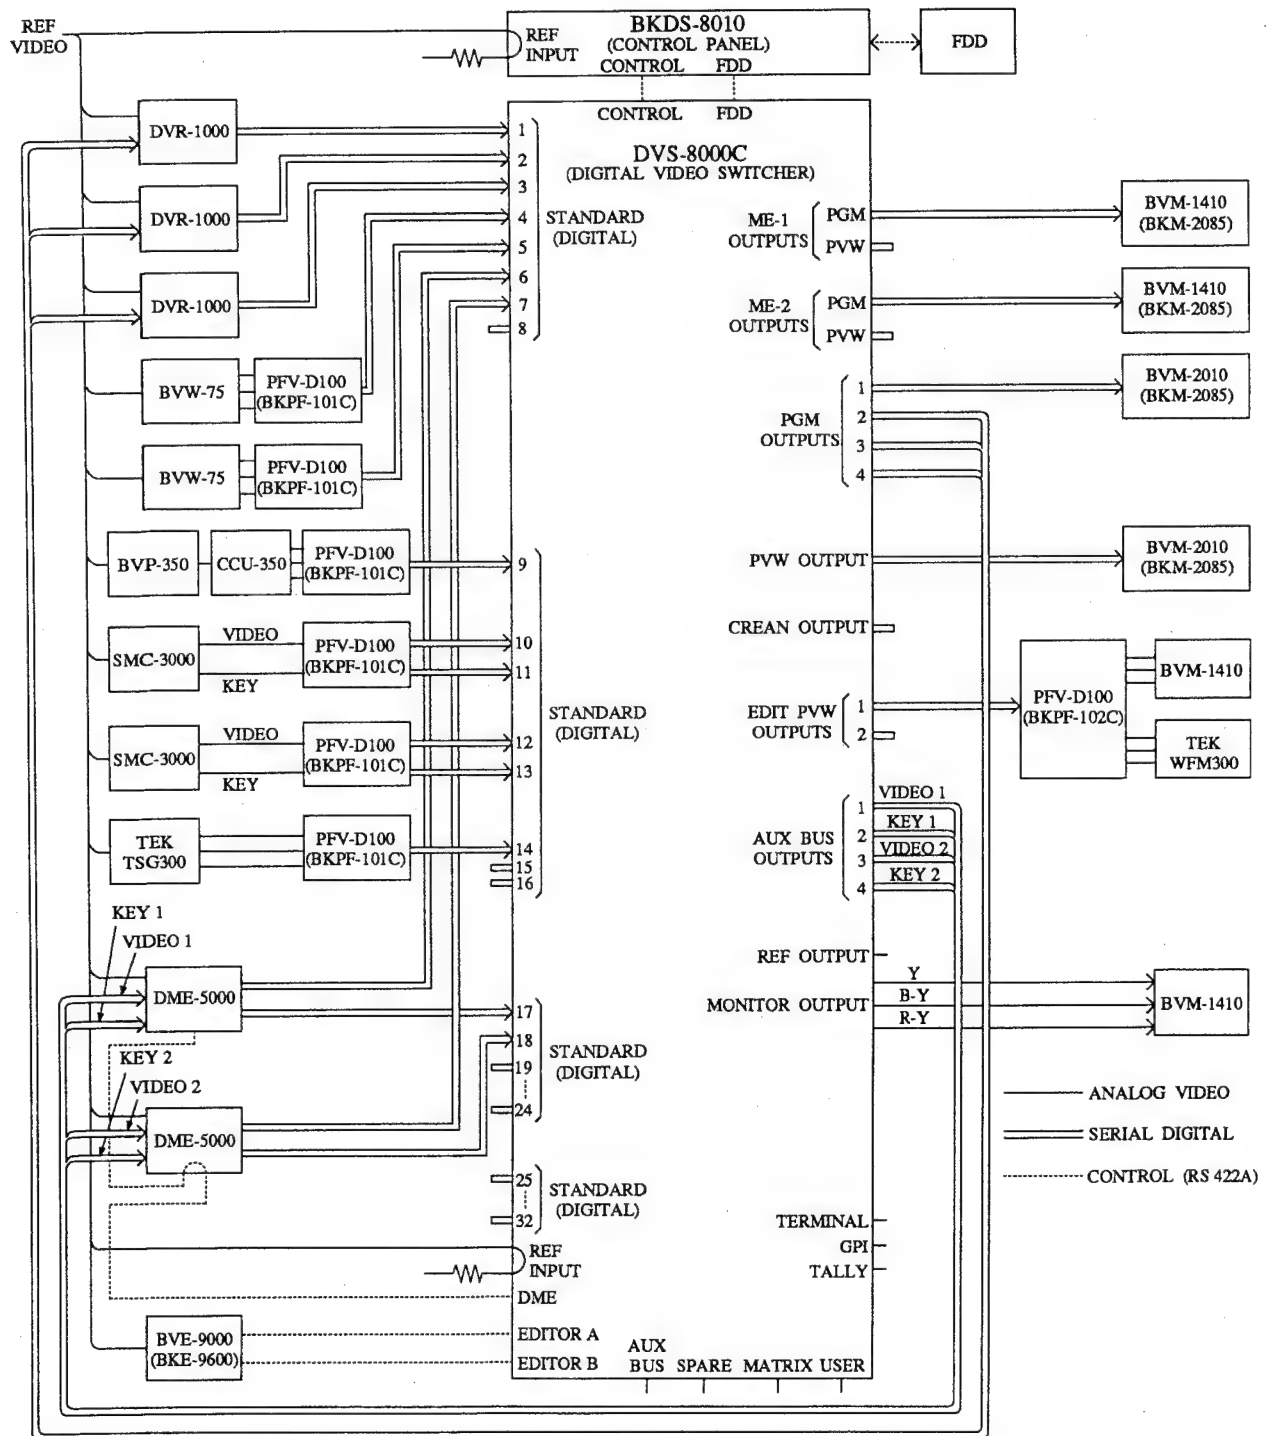 REF
VIDEO
BKDS-8010
(CONTROL PANEL)
REF
INPUT
CONTROL FDD
FDD
CONTROL FDD
DVS-8000C
(DIGITAL VIDEO SWITCHER)
DVR-1000
DVR-1000
DVR-1000
BVW-75
PFV-D100
(BKPF-101C)
BVW-75
PFV-D100
(BKPF-101C)
1
2
3
4
5
6
7
8
STANDARD
(DIGITAL)
BVP-350
CCU-350
PFV-D100
(BKPF-101C)
SMC-3000
VIDEO
KEY
PFV-D100
(BKPF-101C)
SMC-3000
VIDEO
KEY
PFV-D100
(BKPF-101C)
TEK
TSG300
PFV-D100
(BKPF-101C)
9
10
11
12
13
14
15
16
STANDARD
(DIGITAL)
KEY 1
VIDEO 1
DME-5000
KEY 2
VIDEO 2
DME-5000
17
18
19
24
STANDARD
(DIGITAL)
25
32
STANDARD
(DIGITAL)
REF
INPUT
DME
BVE-9000
(BKE-9600)
EDITOR A
EDITOR B
AUX
BUS SPARE MATRIX USER
ME-1
OUTPUTS
PGM
PVW
BVM-1410
(BKM-2085)
ME-2
OUTPUTS
PGM
PVW
BVM-1410
(BKM-2085)
PGM
OUTPUTS
1
2
3
4
BVM-2010
(BKM-2085)
PVW OUTPUT
BVM-2010
(BKM-2085)
CREAN OUTPUT
EDIT PVW
OUTPUTS
1
2
PFV-D100
(BKPF-102C)
BVM-1410
TEK
WFM300
AUX BUS
OUTPUTS
1
2
3
4
VIDEO 1
KEY 1
VIDEO 2
KEY 2
REF OUTPUT
MONITOR OUTPUT
Y
B-Y
R-Y
BVM-1410
ANALOG VIDEO
SERIAL DIGITAL
CONTROL (RS 422A)
TERMINAL
GPI
TALLY